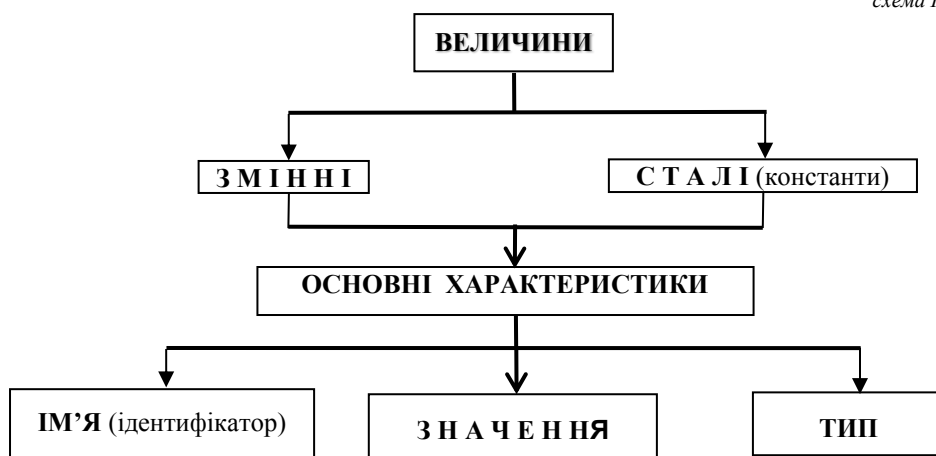 схема 1
ВЕЛИЧИНИ
З М І Н Н І
С Т А Л І (константи)
ОСНОВНІ ХАРАКТЕРИСТИКИ
ІМ’Я (ідентифікатор)
З Н А Ч Е Н НЯ
ТИП